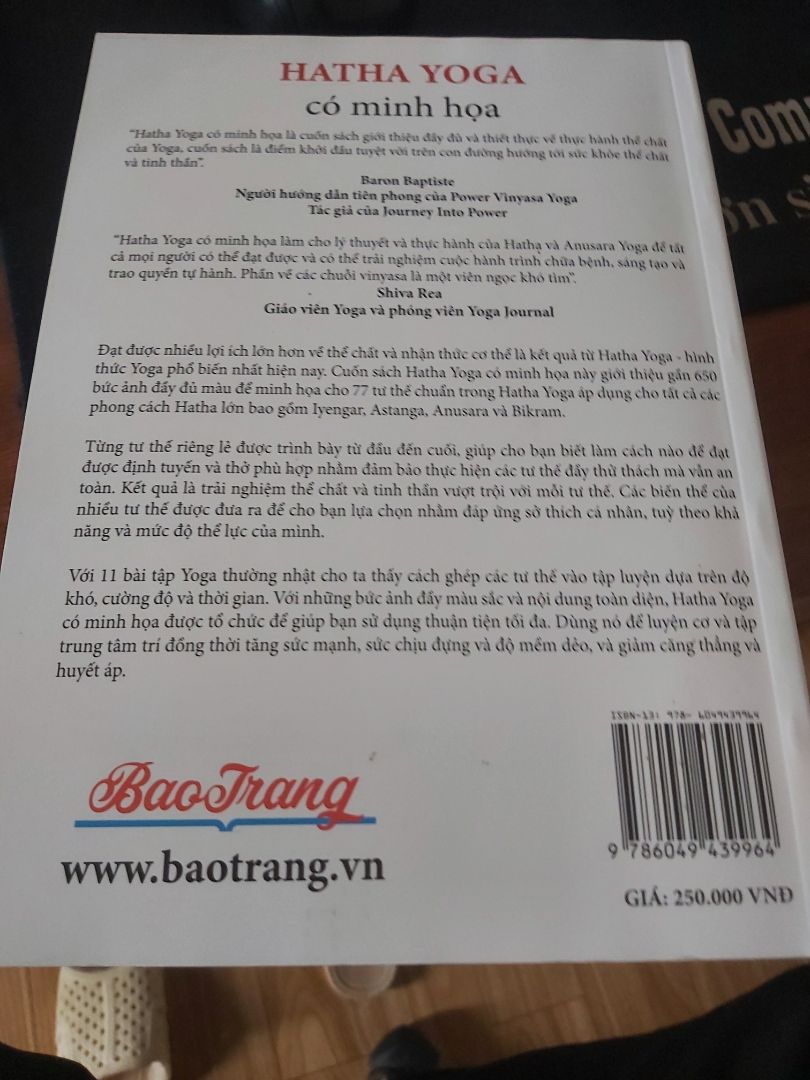 HATHA YOGA
có minh họa
"Hatha Yoga có minh họa là cuốn sách giới thiệu đầy đủ và thiết thực về thực hành thể chất
của Yoga, cuốn sách là điểm khởi đầu tuyệt vời trên con đường hướng tới sức khỏe thể chất
và tinh thần".
Baron Baptiste
Người hướng dẫn tiên phong của Power Vinyasa Yoga
Tác giả của Journey Into Power
"Hatha Yoga có minh họa làm cho lý thuyết và thực hành của Hatha và Anusara Yoga để tất
cả mọi người có thể đạt được và có thể trải nghiệm cuộc hành trình chữa bệnh, sáng tạo và
trao quyền tự hành. Phần về các chuỗi vinyasa là một viên ngọc khó tìm".
Shiva Rea
Giáo viên Yoga và phóng viên Yoga Journal
Đạt được nhiều lợi ích lớn hơn về thể chất và nhận thức cơ thể là kết quả từ Hatha Yoga - hình
thức Yoga phổ biến nhất hiện nay. Cuốn sách Hatha Yoga có minh họa này giới thiệu gần 650
bức ảnh đầy đủ màu để minh họa cho 77 tư thế chuẩn trong Hatha Yoga áp dụng cho tất cả các
phong cách Hatha lớn bao gồm Iyengar, Astanga, Anusara và Bikram.
Từng tư thế riêng lẻ được trình bày từ đầu đến cuối, giúp cho bạn biết làm cách nào để đạt
được định tuyến và thở phù hợp nhằm đảm bảo thực hiện các tư thế đầy thử thách mà vẫn an
toàn. Kết quả là trải nghiệm thể chất và tinh thần vượt trội với mỗi tư thế. Các biến thể của
nhiều tư thế được đưa ra để cho bạn lựa chọn nhằm đáp ứng sở thích cá nhân, tuỳ theo khả
năng và mức độ thể lực của mình.
Với 11 bài tập Yoga thường nhật cho ta thấy cách ghép các tư thế vào tập luyện dựa trên độ
khó, cường độ và thời gian. Với những bức ảnh đầy màu sắc và nội dung toàn diện, Hatha Yoga
có minh họa được tổ chức để giúp bạn sử dụng thuận tiện tối đa. Dùng nó để luyện cơ và tập
trung tâm trí đồng thời tăng sức mạnh, sức chịu đựng và độ mềm dẻo, và giảm căng thẳng và
huyết áp.
ISBN-13: 978- 6049439964
BaoTrang
9 786049 439964
www.baotrang.vn
GIÁ: 250.000 VNĐ
Com